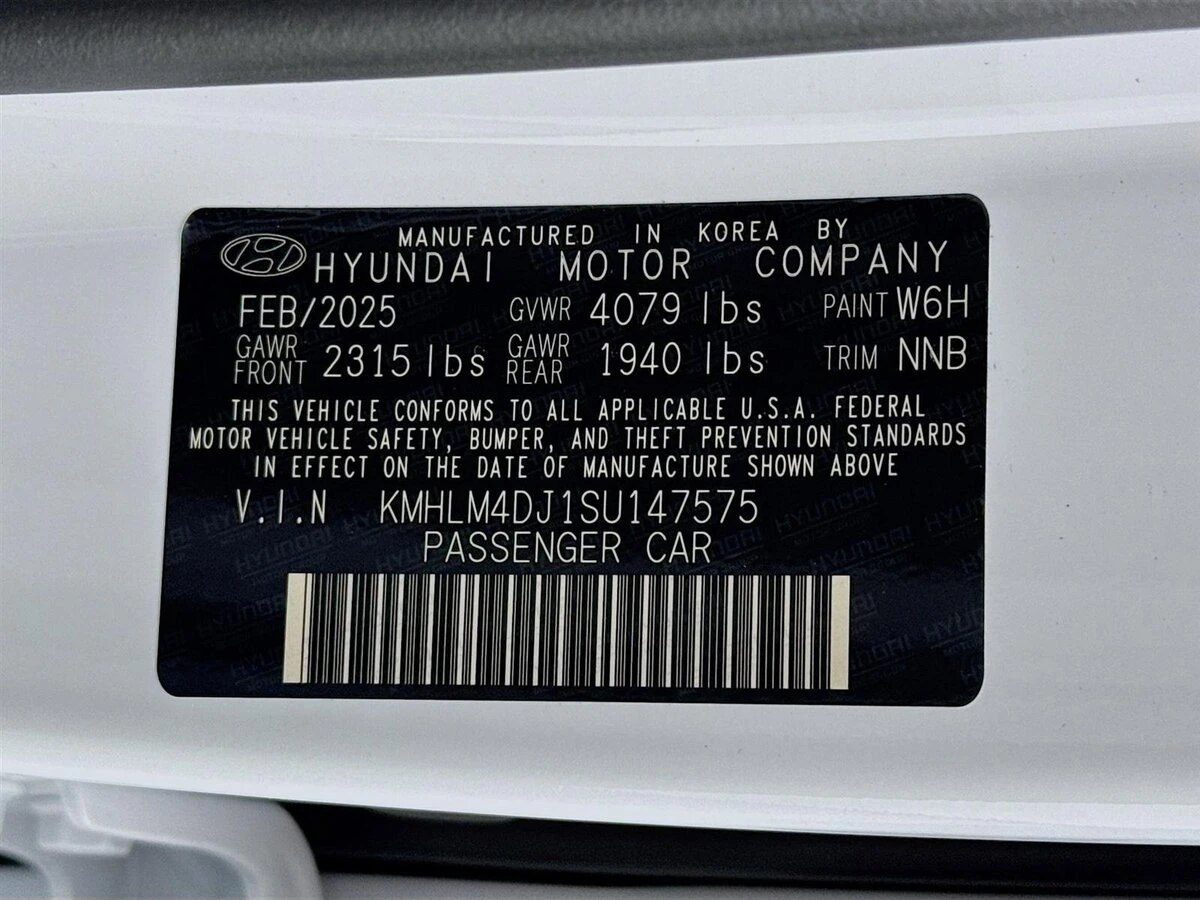 MANUFACTURED IN KOREA BY
HYUNDAI MOTOR COMPANY
FEB/2025 GVWR 4079 lbs PAINT W6H
GAWR FRONT 2315 lbs GAWR REAR 1940 lbs TRIM NNB
THIS VEHICLE CONFORMS TO ALL APPLICABLE U.S.A. FEDERAL
MOTOR VEHICLE SAFETY, BUMPER, AND THEFT PREVENTION STANDARDS
IN EFFECT ON THE DATE OF MANUFACTURE SHOWN ABOVE
V.I.N KMHLM4DJ1SU147575
PASSENGER CAR